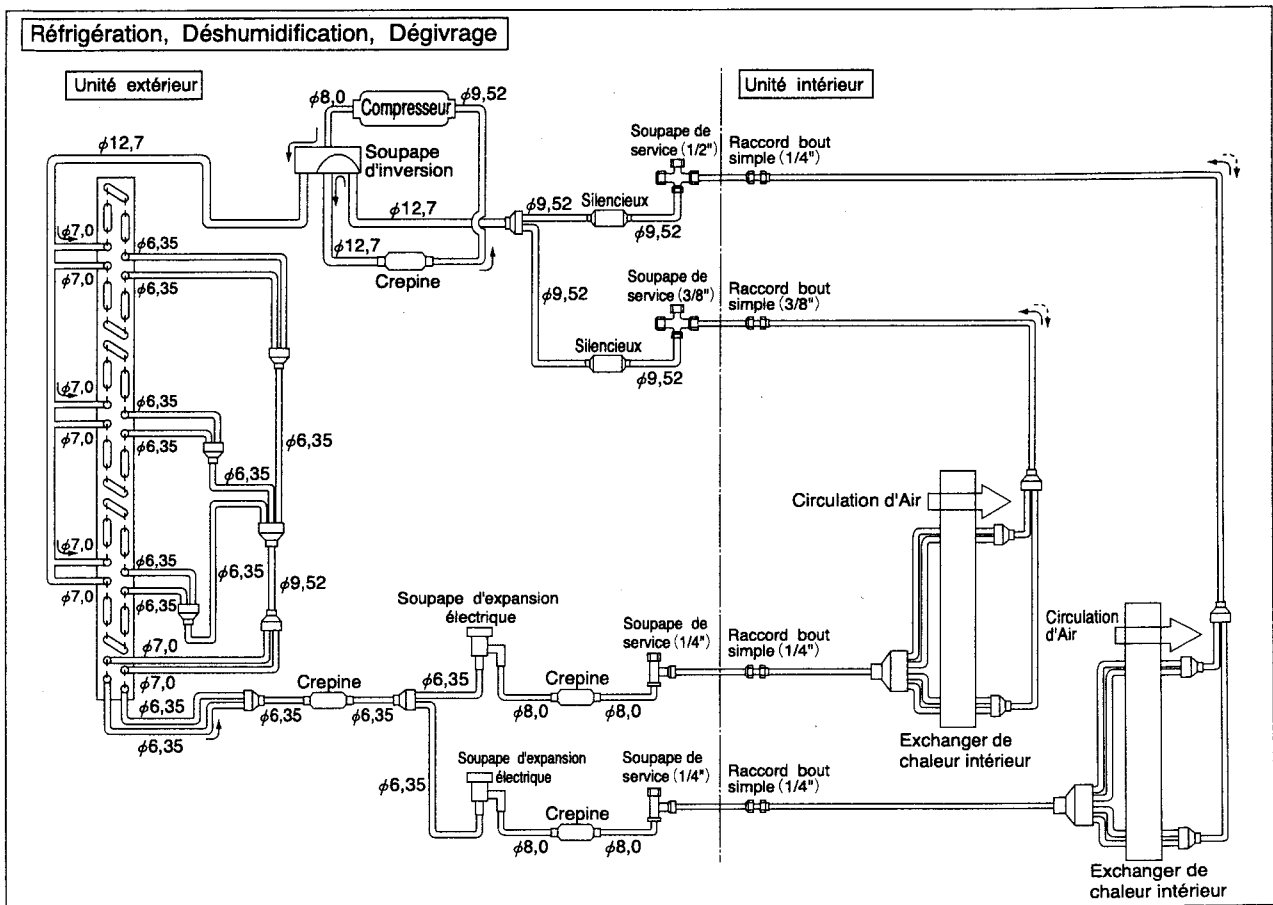 Réfrigération, Déshumidification, Dégivrage
Unité extérieur
Unité intérieur
φ8,0
Compresseur
φ9,52
Soupape
d'inversion
φ12,7
φ12,7
φ12,7
Crepine
φ9,52
Silencieux
φ9,52
Soupape de
service (1/2")
Raccord bout
simple (1/4")
φ9,52
Soupape de
service (3/8")
Raccord bout
simple (3/8")
Silencieux
φ9,52
φ7,0
φ7,0
φ6,35
φ6,35
φ7,0
φ7,0
φ6,35
φ6,35
φ6,35
φ6,35
φ7,0
φ7,0
φ6,35
φ6,35
φ6,35
φ9,52
φ7,0
φ7,0
φ6,35
φ6,35
Crepine
φ6,35
φ6,35
Soupape d'expansion
électrique
φ6,35
Crepine
φ8,0
φ8,0
Soupape de
service (1/4")
Raccord bout
simple (1/4")
φ6,35
Soupape d'expansion
électrique
Crepine
φ8,0
φ8,0
Soupape de
service (1/4")
Raccord bout
simple (1/4")
Circulation d'Air
Exchanger de
chaleur intérieur
Circulation
d'Air
Exchanger de
chaleur intérieur